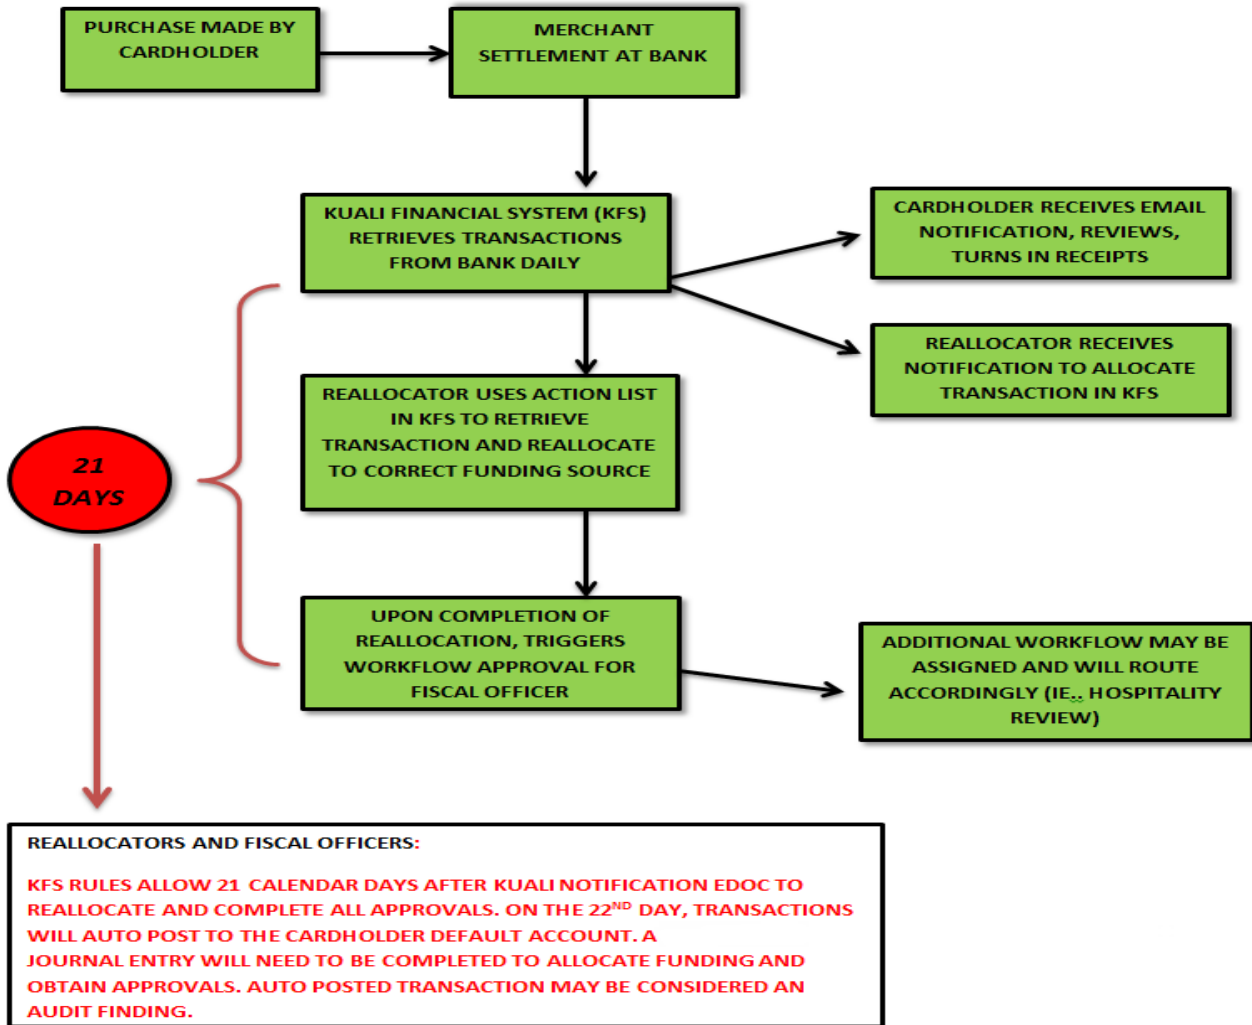 PURCHASE MADE BY
CARDHOLDER
MERCHANT
SETTLEMENT AT BANK
KUALI FINANCIAL SYSTEM (KFS)
RETRIEVES TRANSACTIONS
FROM BANK DAILY
CARDHOLDER RECEIVES EMAIL
NOTIFICATION, REVIEWS,
TURNS IN RECEIPTS
REALLOCATOR RECEIVES
NOTIFICATION TO ALLOCATE
TRANSACTION IN KFS
REALLOCATOR USES ACTION LIST
IN KFS TO RETRIEVE
TRANSACTION AND REALLOCATE
TO CORRECT FUNDING SOURCE
21
DAYS
UPON COMPLETION OF
REALLOCATION, TRIGGERS
WORKFLOW APPROVAL FOR
FISCAL OFFICER
ADDITIONAL WORKFLOW MAY BE
ASSIGNED AND WILL ROUTE
ACCORDINGLY (IE.. HOSPITALITY
REVIEW)
REALLOCATORS AND FISCAL OFFICERS:
KFS RULES ALLOW 21 CALENDAR DAYS AFTER KUALI NOTIFICATION EDOC TO
REALLOCATE AND COMPLETE ALL APPROVALS. ON THE 22ND DAY, TRANSACTIONS
WILL AUTO POST TO THE CARDHOLDER DEFAULT ACCOUNT. A
JOURNAL ENTRY WILL NEED TO BE COMPLETED TO ALLOCATE FUNDING AND
OBTAIN APPROVALS. AUTO POSTED TRANSACTION MAY BE CONSIDERED AN
AUDIT FINDING.